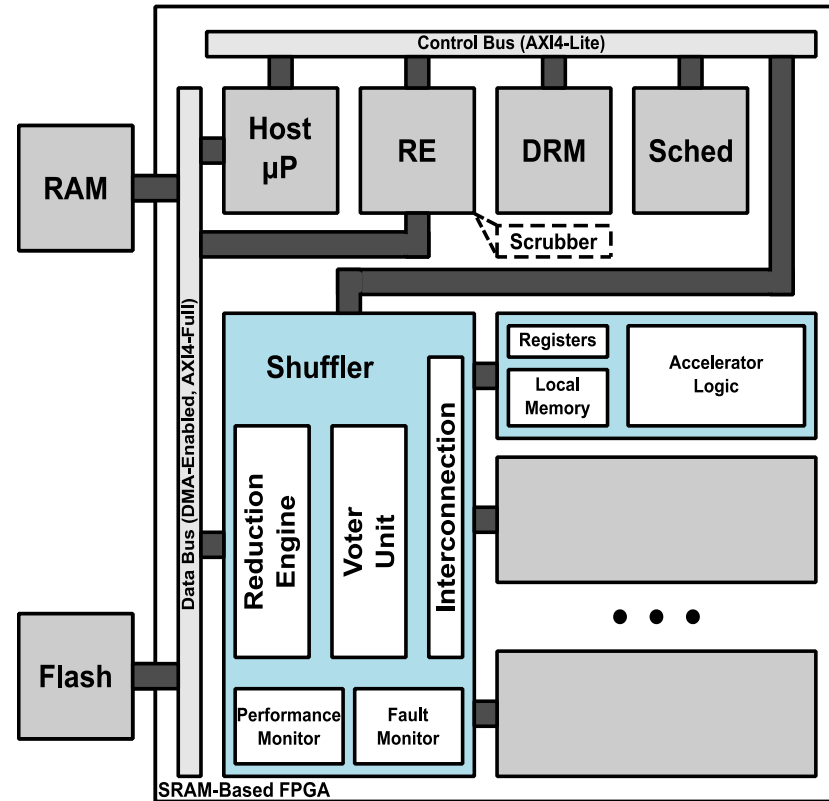 Control Bus (AXI4-Lite)
Host
µP
RE
DRM
Sched
RAM
Scrubber
Data Bus (DMA-Enabled, AXI4-Full)
Shuffler
Registers
Local
Memory
Accelerator
Logic
Reduction
Engine
Voter
Unit
Interconnection
Flash
Performance
Monitor
Fault
Monitor
SRAM-Based FPGA